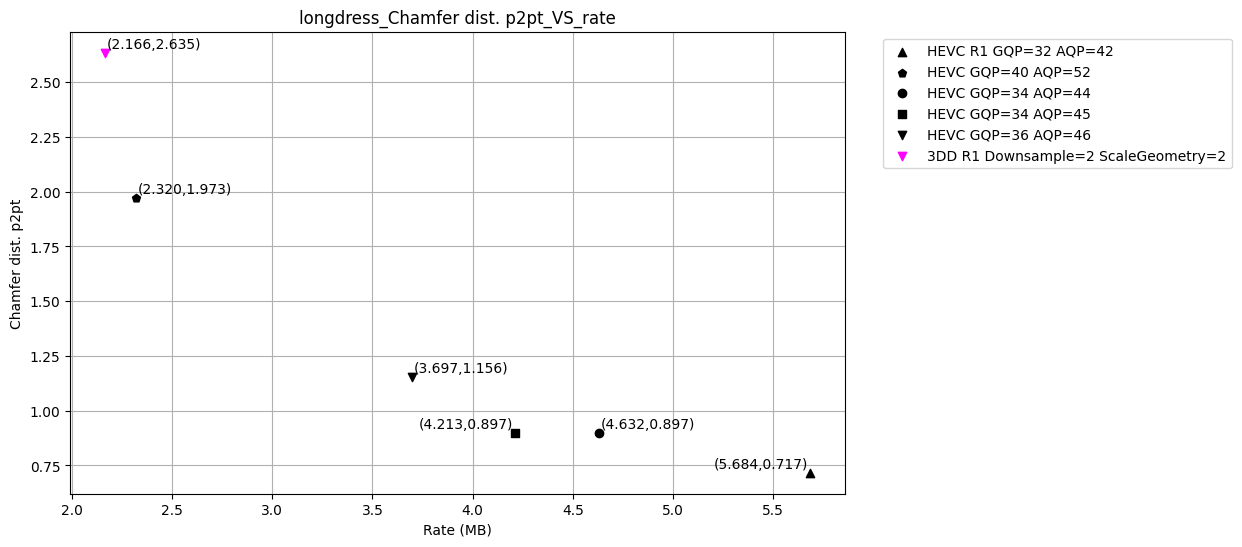 longdress_Chamfer dist. p2pt_VS_rate
(2.166,2.635)
(2.320,1.973)
(3.697,1.156)
(4.213,0.897)
(4.632,0.897)
(5.684,0.717)
2.50
2.25
2.00
1.75
1.50
1.25
1.00
0.75
Chamfer dist. p2pt
2.0 2.5 3.0 3.5 4.0 4.5 5.0 5.5
Rate (MB)
HEVC R1 GQP=32 AQP=42
HEVC GQP=40 AQP=52
HEVC GQP=34 AQP=44
HEVC GQP=34 AQP=45
HEVC GQP=36 AQP=46
3DD R1 Downsample=2 ScaleGeometry=2